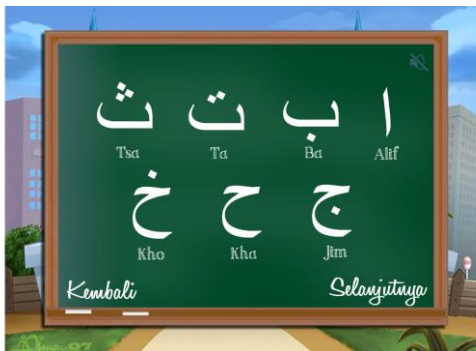 ا ب ت ث
Alif Ba Ta Tsa
ج ح خ
Jim Kha Kho
Kembali Selanjutnya